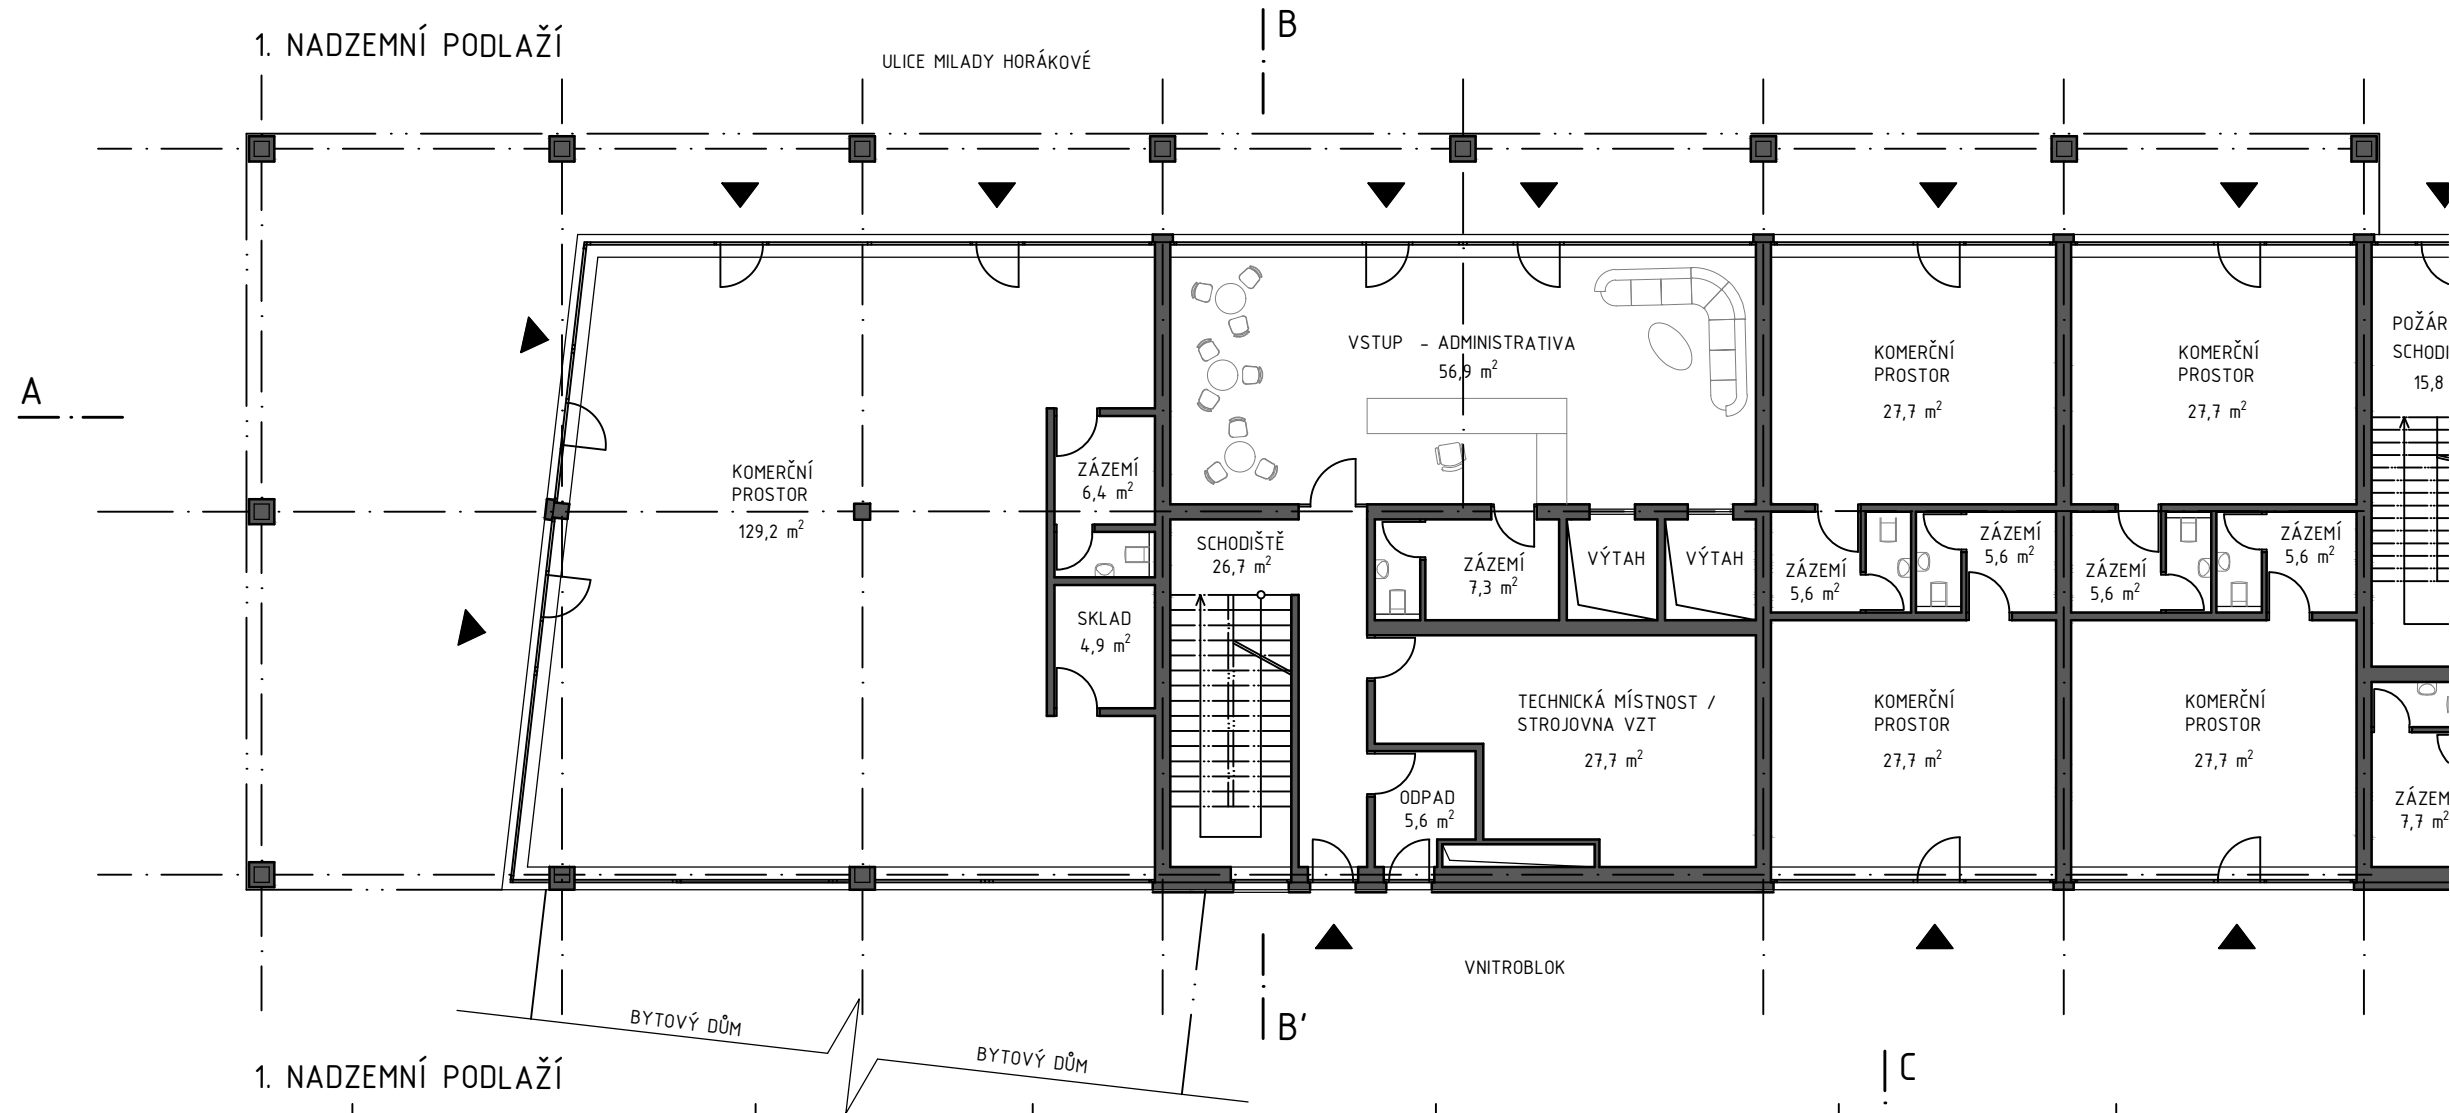 B
1. NADZEMNÍ PODLAŽÍ
ULICE MILADY HORÁKOVÉ
A
VSTUP - ADMINISTRATIVA
56,9 m²
KOMERČNÍ
PROSTOR
27,7 m²
KOMERČNÍ
PROSTOR
27,7 m²
POŽÁR
SCHODI
15,8
KOMERČNÍ
PROSTOR
129,2 m²
ZÁZEMÍ
6,4 m²
SCHODIŠTĚ
26,7 m²
ZÁZEMÍ
7,3 m²
VÝTAH
VÝTAH
ZÁZEMÍ
5,6 m²
ZÁZEMÍ
5,6 m²
ZÁZEMÍ
5,6 m²
ZÁZEMÍ
5,6 m²
SKLAD
4,9 m²
TECHNICKÁ MÍSTNOST /
STROJOVNA VZT
27,7 m²
KOMERČNÍ
PROSTOR
27,7 m²
KOMERČNÍ
PROSTOR
27,7 m²
ODPAD
5,6 m²
ZÁZEM
7,7 m²
VNITROBLOK
BYTOVÝ DŮM
B'
BYTOVÝ DŮM
1. NADZEMNÍ PODLAŽÍ
C